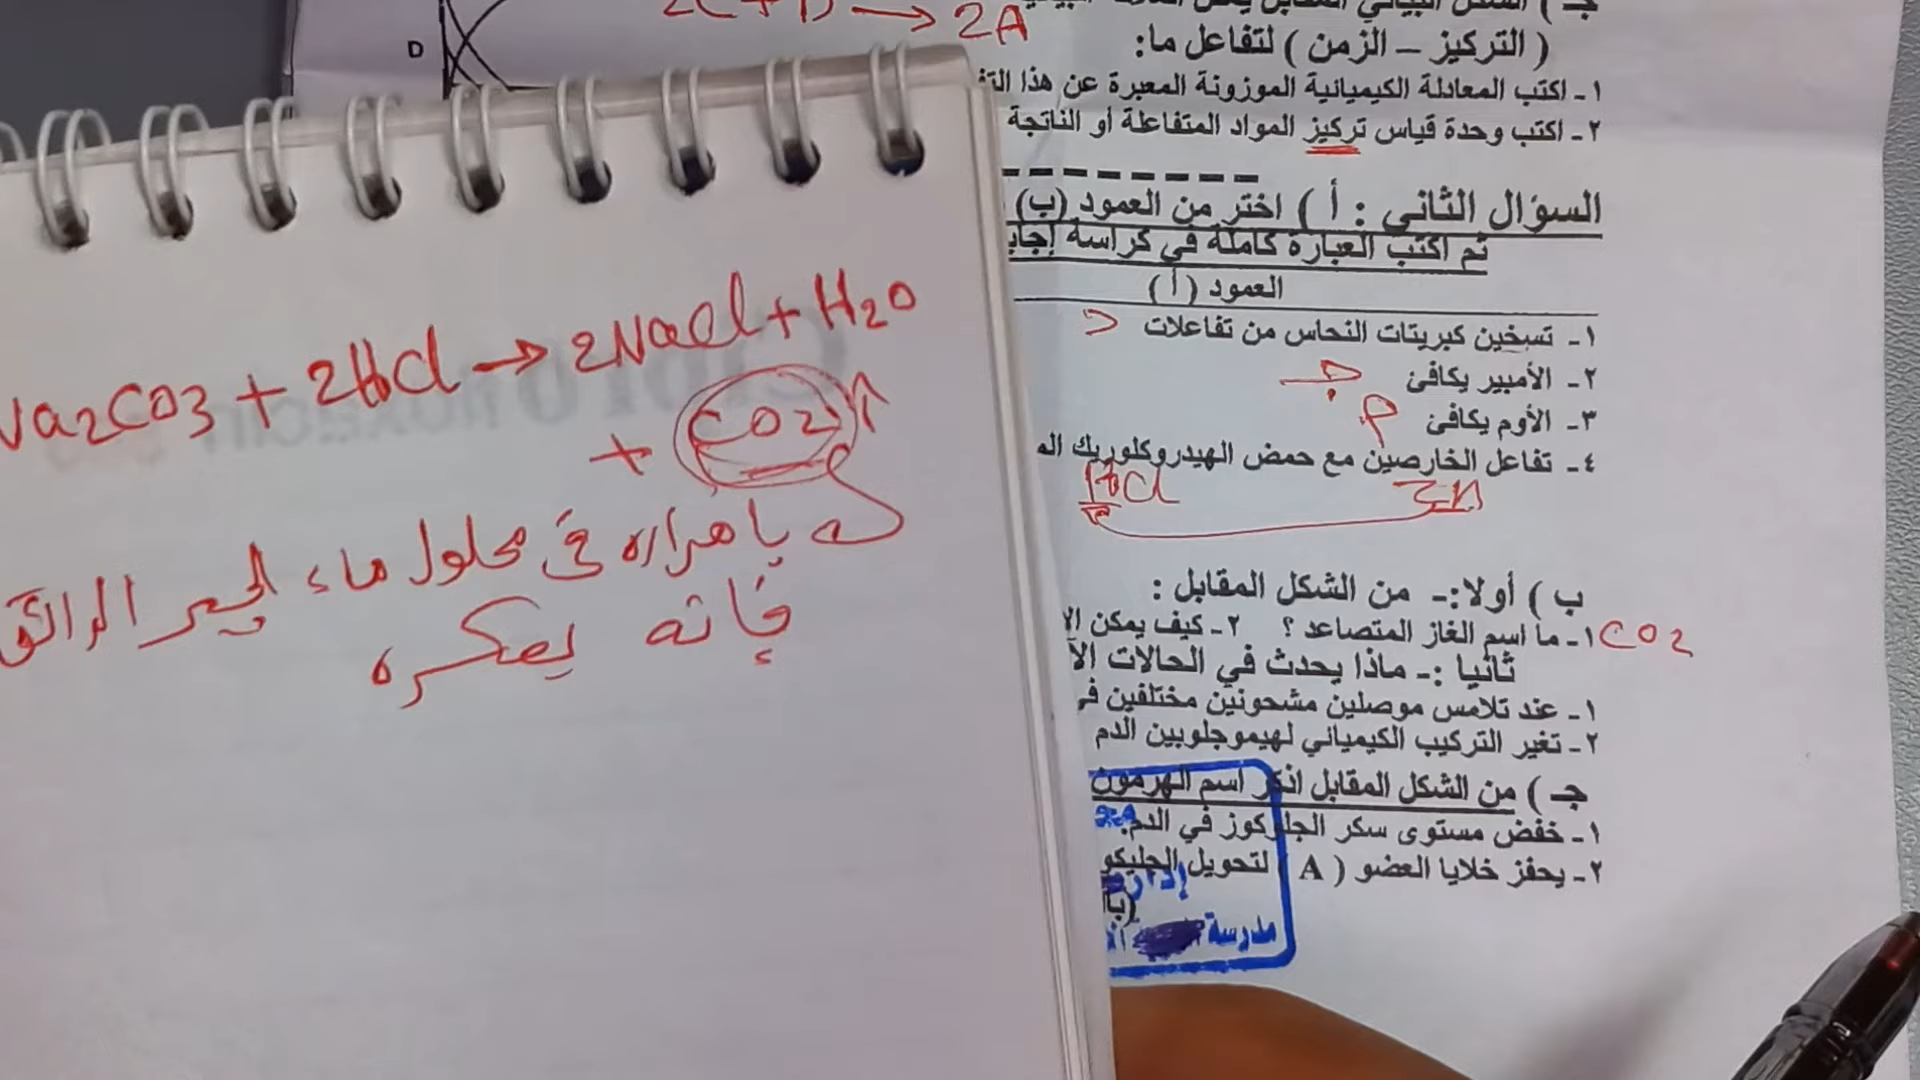 D
2C+D → 2A
( التركيز – الزمن ) لتفاعل ما:
١- اكتب المعادلة الكيميائية الموزونة المعبرة عن هذا
٢- اكتب وحدة قياس تركيز المواد المتفاعلة أو الناتجة
السؤال الثاني : أ ) اختر من العمود (ب)
ثم اكتب العبارة كاملة في كراسة
العمود (أ)
١- تسخين كبريتات النحاس من تفاعلات
٢- الأمبير يكافئ
٣- الأوم يكافئ
٤- تفاعل الخارصين مع حمض الهيدروكلوريك
HCl Zn
ب ) أولا:- من الشكل المقابل :
١- ما اسم الغاز المتصاعد ؟ ٢- كيف يمكن
CO2
ثانيا :- ماذا يحدث في الحالات
١- عند تلامس موصلين مشحونين مختلفين
٢- تغير التركيب الكيميائي لهيموجلوبين الدم
جـ ) من الشكل المقابل اذكر اسم الهرمون
١- خفض مستوى سكر الجلوكوز في الدم.
٢- يحفز خلايا العضو ( A ) لتحويل
مدرسة
Na2CO3 + 2HCl → 2NaCl + H2O
+ CO2 ↑
بإمراره في محلول ماء الجير الرائق
فإنه يعكره